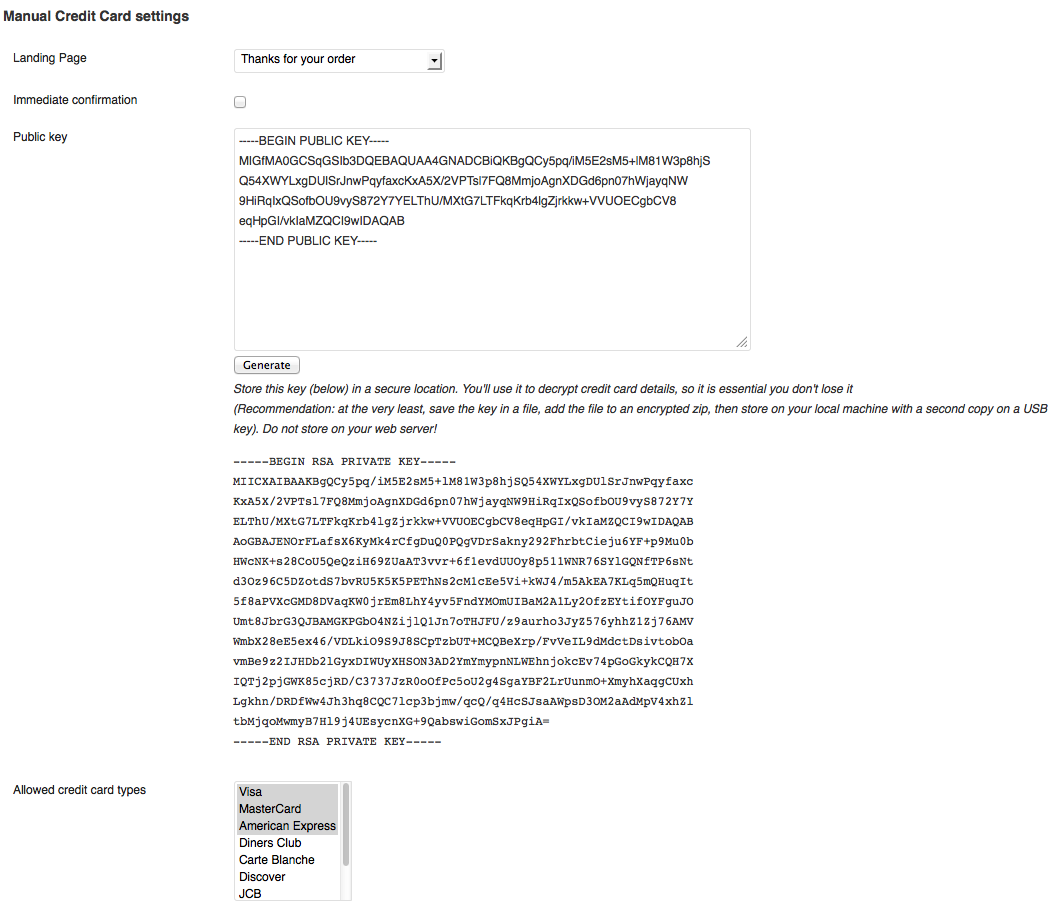 Manual Credit Card settings
Landing Page
Thanks for your order
Immediate confirmation
Public key
-----BEGIN PUBLIC KEY-----
MIGfMA0GCSqGSIb3DQEBAQUAA4GNADCBiQKBgQCy5pq/iM5E2sM5+lM81W3p8hjS
Q54XWYLxgDUlSrJnwPqyfaxcKxA5X/2VPTsl7FQ8MmjoAgnXDGd6pn07hWjayqNW
9HiRqIxQSofbOU9vyS872Y7YELThU/MXtG7LTFkqKrb4lgZjrkkw+VVUOECgbCV8
eqHpGI/vkIaMZQCI9wIDAQAB
-----END PUBLIC KEY-----
Generate
Store this key (below) in a secure location. You'll use it to decrypt credit card details, so it is essential you don't lose it
(Recommendation: at the very least, save the key in a file, add the file to an encrypted zip, then store on your local machine with a second copy on a USB
key). Do not store on your web server!
-----BEGIN RSA PRIVATE KEY-----
MIICXAIBAAKBgQCy5pq/iM5E2sM5+lM81W3p8hjSQ54XWYLxgDUlSrJnwPqyfaxc
KxA5X/2VPTsl7FQ8MmjoAgnXDGd6pn07hWjayqNW9HiRqIxQSofbOU9vyS872Y7Y
ELThU/MXtG7LTFkqKrb4lgZjrkkw+VVUOECgbCV8eqHpGI/vkIaMZQCI9wIDAQAB
AoGBAJENOrFLafsX6KyMk4rCfgDuQ0PQgVDrSakny292FhrbtCieju6YF+p9Mu0b
HWcNK+s28CoU5QeQziH69ZUaAT3vvr+6f1evdUUOy8p511WNR76SYlGQNfTP6sNt
d3Oz96C5DZotdS7bvRU5K5K5PEThNs2cM1cEe5Vi+kWJ4/m5AkEA7KLq5mQHuqIt
5f8aPVXcGMD8DVaqKW0jrEm8LhY4yv5FndYMOmUIBaM2A1Ly2OfzEYtifOYFguJO
Umt8JbrG3QJBAMGKPGbO4NZijlQ1Jn7oTHJFU/z9aurho3JyZ576yhhZ1Zj76AMV
WmbX28eE5ex46/VDLkiO9S9J8SCpTzbUT+MCQBeXrp/FvVeIL9dMdctDsivtobOa
vmBe9z2IJHDb2lGyxDIWUyXHSON3AD2YmYmypnNLWEhnjokcEv74pGoGkykCQH7X
IQTj2pjGWK85cjRD/C3737JzR0oOfPc5oU2g4SgaYBF2LrUunmO+XmyhXaqgCUxh
Lgkhn/DRDfWw4Jh3hq8CQC7lcp3bjmw/qcQ/q4HcSJsaAWpsD3OM2aAdMpV4xhZl
tbMjqoMwmyB7Hl9j4UEsycnXG+9QabswiGomSxJPgiA=
-----END RSA PRIVATE KEY-----
Allowed credit card types
Visa
MasterCard
American Express
Diners Club
Carte Blanche
Discover
JCB